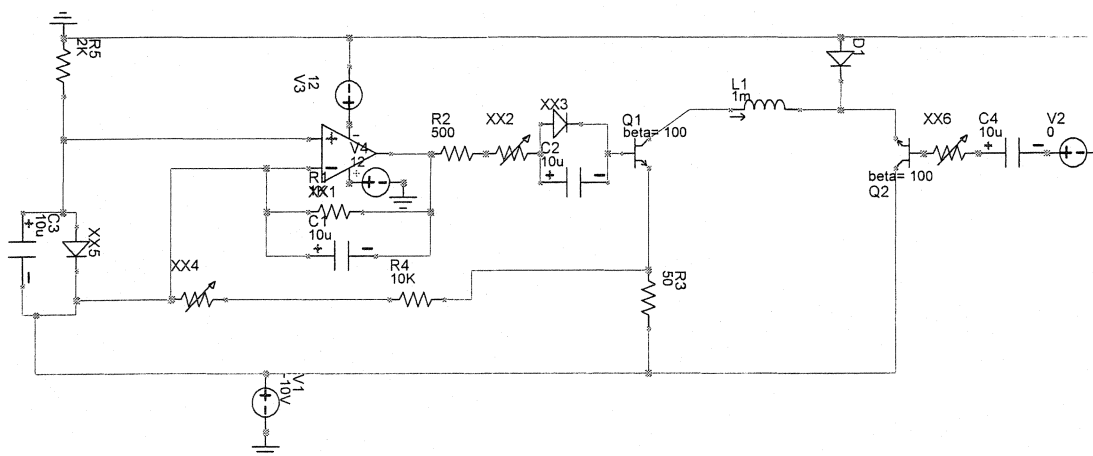 R5
2K
12
V3
D1
L1
1m
XX3
Q1
beta= 100
R2
500
XX2
XX6
C4
10u
V2
0
V4
12
C2
10u
beta= 100
Q2
R1
XX1
C1
10u
C3
10u
XX5
XX4
R4
10K
R3
50
V1
-10V